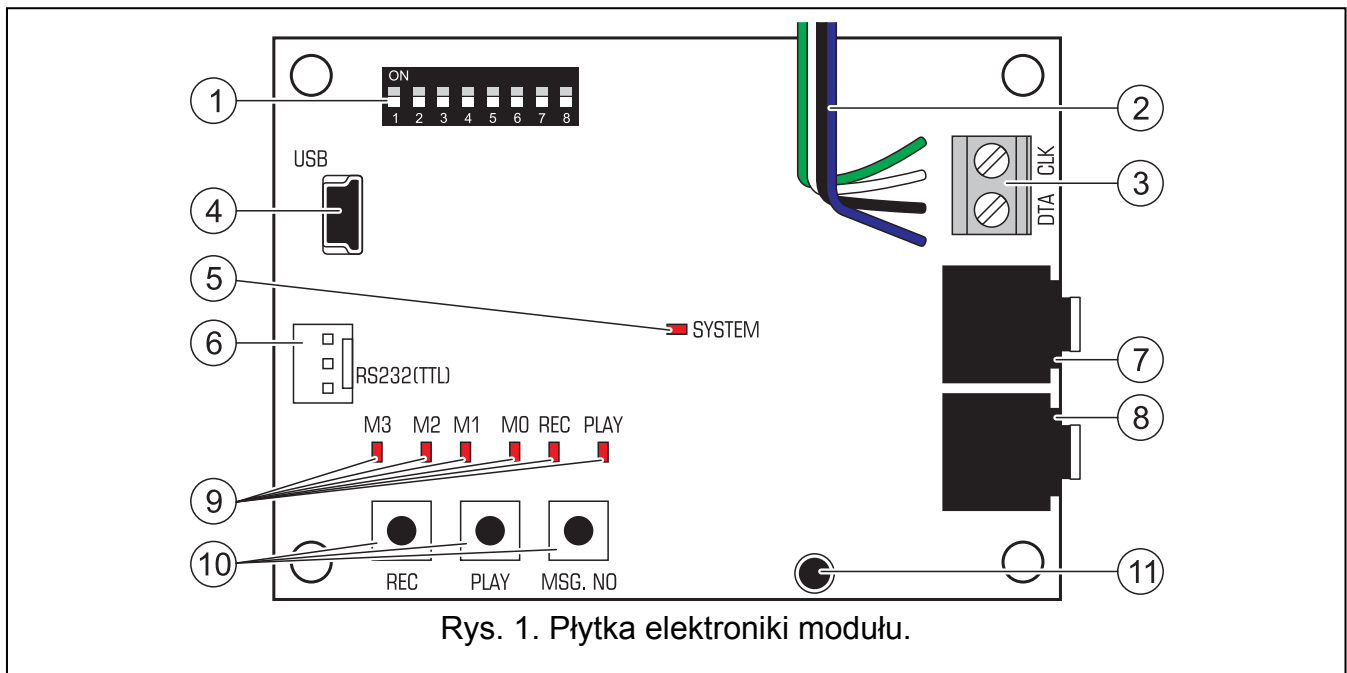 ON
1 2 3 4 5 6 7 8
1
2
CLK
DTA
3
USB
4
5
SYSTEM
6
RS232(TTL)
7
8
M3 M2 M1 M0 REC PLAY
9
10
REC PLAY MSG. NO
11
Rys. 1. Płytka elektroniki modułu.